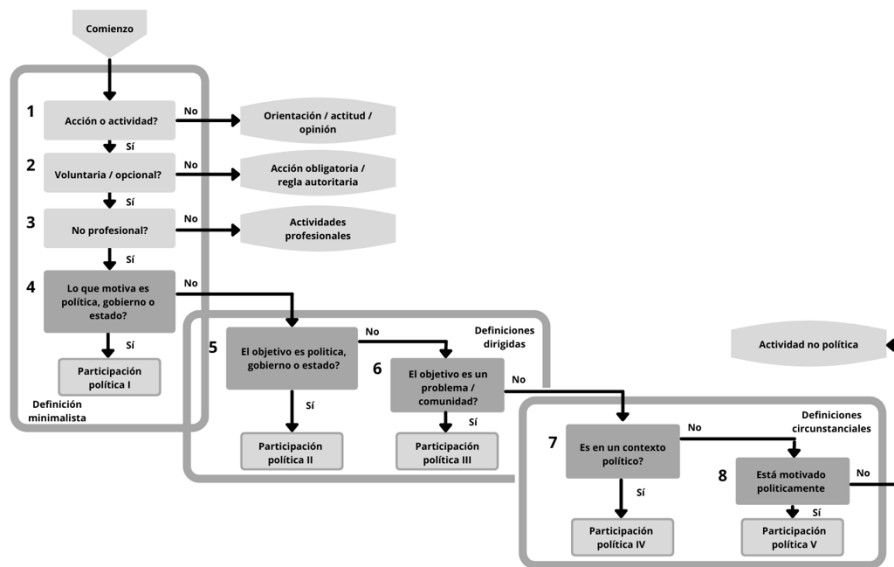 Comienzo
1
Acción o actividad?
No
Orientación / actitud /
opinión
Sí
2
Voluntaria / opcional?
No
Acción obligatoria /
regla autoritaria
Sí
3
No profesional?
No
Actividades
profesionales
Sí
4
Lo que motiva es
política, gobierno o
estado?
No
Sí
Participación
política I
Definición
minimalista
5
El objetivo es politica,
gobierno o estado?
No
Definiciones
dirigidas
Sí
Participación
política II
6
El objetivo es un
problema /
comunidad?
No
Sí
Participación
política III
Actividad no política
7
Es en un contexto
político?
No
Definiciones
circunstanciales
Sí
Participación
política IV
8
Está motivado
politicamente
No
Sí
Participación
política V